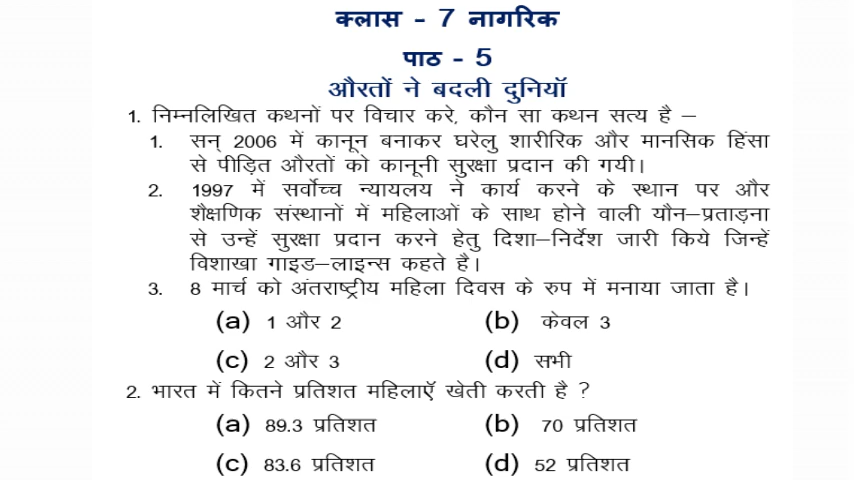 क्लास - 7 नागरिक
पाठ - 5
औरतों ने बदली दुनियॉ
1. निम्नलिखित कथनों पर विचार करे, कौन सा कथन सत्य है –
1. सन् 2006 में कानून बनाकर घरेलु शारीरिक और मानसिक हिंसा
से पीड़ित औरतों को कानूनी सुरक्षा प्रदान की गयी।
2. 1997 में सर्वोच्च न्यायलय ने कार्य करने के स्थान पर और
शैक्षणिक संस्थानों में महिलाओं के साथ होने वाली यौन–प्रताड़ना
से उन्हें सुरक्षा प्रदान करने हेतु दिशा–निर्देश जारी किये जिन्हें
विशाखा गाइड–लाइन्स कहते है।
3. 8 मार्च को अंतराष्ट्रीय महिला दिवस के रुप में मनाया जाता है।
(a) 1 और 2 (b) केवल 3
(c) 2 और 3 (d) सभी
2. भारत में कितने प्रतिशत महिलाऍ खेती करती है ?
(a) 89.3 प्रतिशत (b) 70 प्रतिशत
(c) 83.6 प्रतिशत (d) 52 प्रतिशत